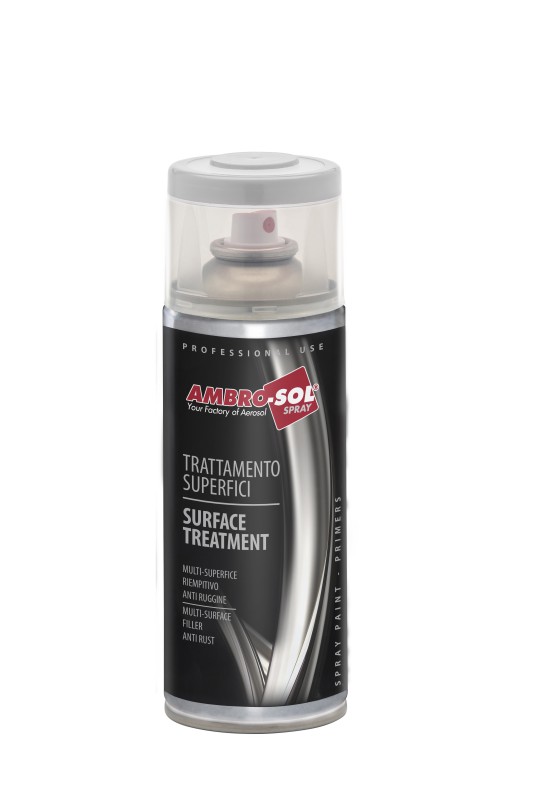 PROFESSIONAL USE
AMBRO-SOL®
SPRAY
Your Factory of Aerosol
TRATTAMENTO
SUPERFICI
SURFACE
TREATMENT
MULTI-SUPERFICE
RIEMPITIVO
ANTI RUGGINE
MULTI-SURFACE
FILLER
ANTI RUST
SPRAY PAINT - PRIMERS